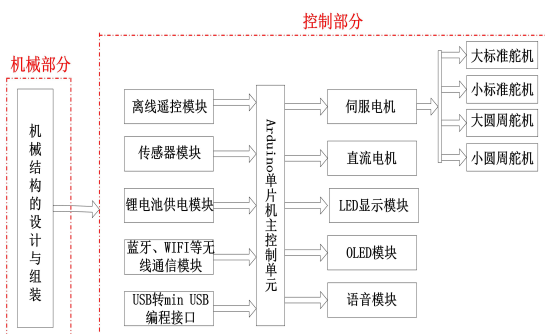 控制部分
机械部分
机械结构的设计与组装
离线遥控模块
传感器模块
锂电池供电模块
蓝牙、WIFI等无
线通信模块
USB转min USB
编程接口
Arduino单片机主控制单元
伺服电机
直流电机
LED显示模块
OLED模块
语音模块
大标准舵机
小标准舵机
大圆周舵机
小圆周舵机